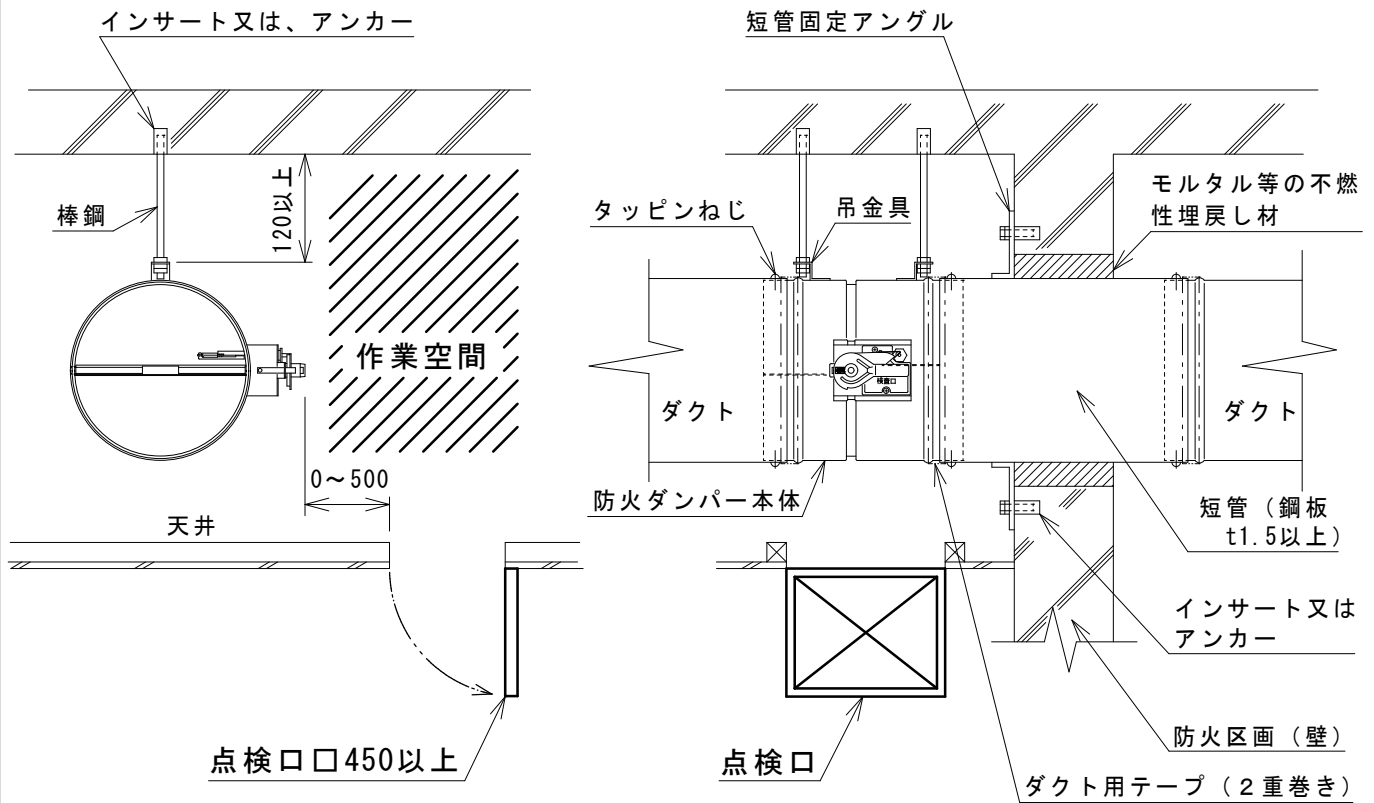 インサート又は、アンカー
棒鋼
120以上
作業空間
0～500
天井
点検口□450以上
短管固定アングル
タッピンねじ
吊金具
モルタル等の不燃
性埋戻し材
検査口
ダクト
ダクト
防火ダンパー本体
短管（鋼板
t1.5以上）
インサート又は
アンカー
点検口
防火区画（壁）
ダクト用テープ（２重巻き）